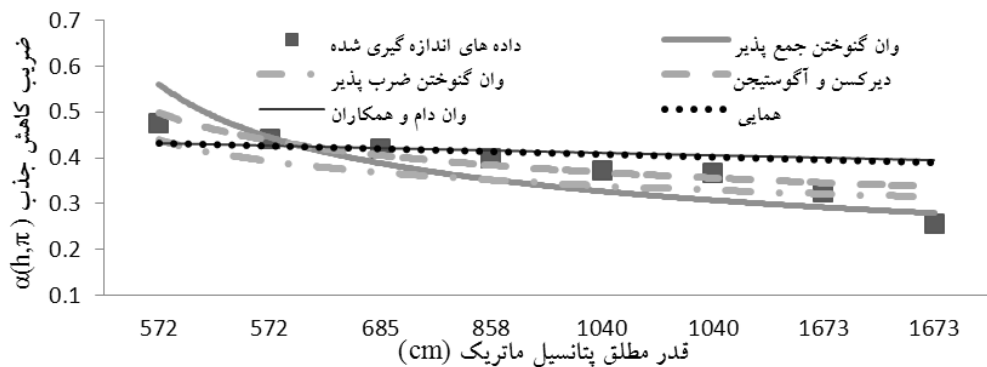 ضریب کاهش جذب α(h,π)
0.7
0.6
0.5
0.4
0.3
0.2
0.1
وان گنوختن جمع پذیر
داده های اندازه گیری شده
دیرکسن و آگوستیجن
وان گنوختن ضرب پذیر
همایی
وان دام و همکاران
572 572 685 858 1040 1040 1673 1673
قدر مطلق پتانسیل ماتریک (cm)